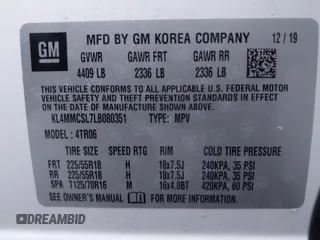 GM
MFD BY GM KOREA COMPANY 12/19
GVWR GAWR FRT GAWR RR
4409 LB 2336 LB 2336 LB
THIS VEHICLE CONFORMS TO ALL APPLICABLE
U.S. FEDERAL MOTOR VEHICLE SAFETY, BUMPER, AND
THEFT PREVENTION STANDARDS IN EFFECT ON THE DATE
OF MANUFACTURE SHOWN ABOVE.
KL4MMCSL7LB080351 TYPE: MPV
MODEL: 4TR06
TIRE SIZE SPEED RTG RIM COLD TIRE PRESSURE
FRT 225/55R18 H 18x7.5J 240KPA, 35 PSI
RR 225/55R18 H 18x7.5J 240KPA, 35 PSI
SPA T125/70R16 M 16x4.0BT 420KPA, 60 PSI
SEE OWNER'S MANUAL FOR ADDITIONAL INFORMATION.
DREAMBID